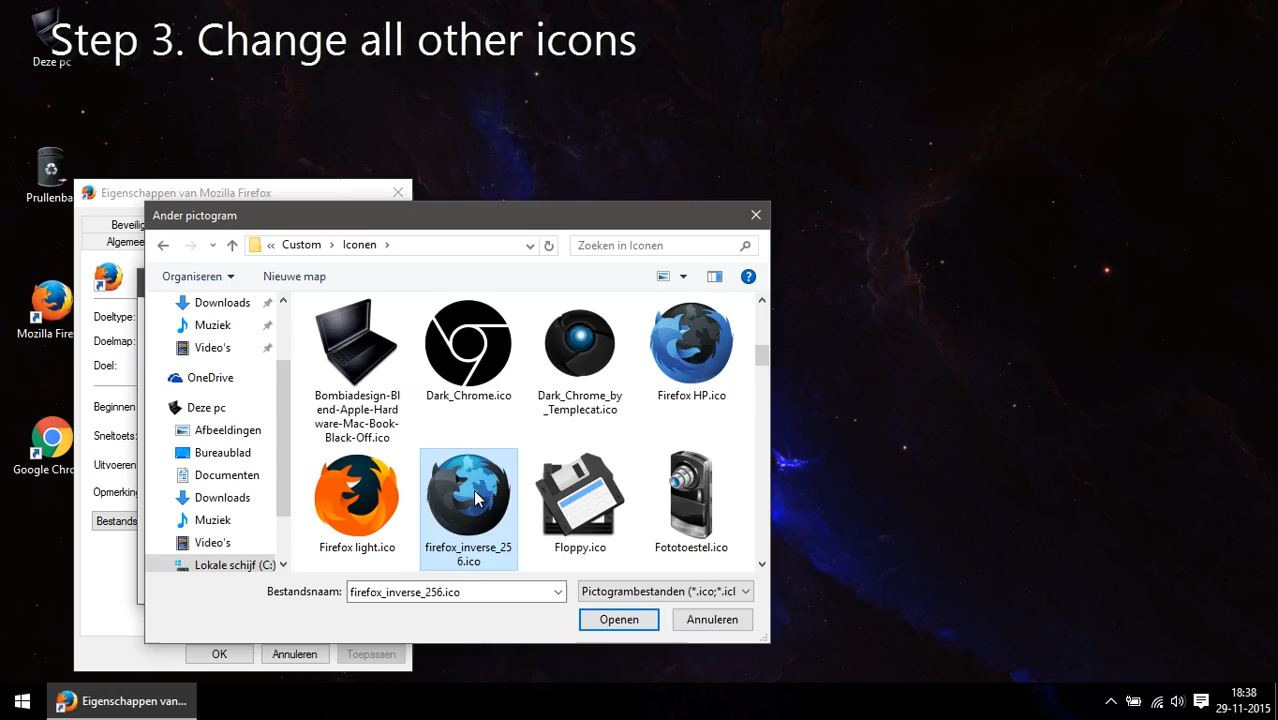 Step 3. Change all other icons
Deze pc
Prullenba
Mozilla Fire
Google Chro
Eigenschappen van Mozilla Firefox
Beveilig
Algemee
Doeltype:
Doelmap:
Doel:
Beginnen
Sneltoets:
Uitvoeren
Opmerking
Bestands
OK
Annuleren
Toepassen
Ander pictogram
« Custom › Iconen ›
Zoeken in Iconen
Organiseren
Nieuwe map
Downloads
Muziek
Video's
OneDrive
Deze pc
Afbeeldingen
Bureaublad
Documenten
Downloads
Muziek
Video's
Lokale schijf (C:)
Bombiadesign-Bl
end-Apple-Hard
ware-Mac-Book-
Black-Off.ico
Dark_Chrome.ico
Dark_Chrome_by
_Templecat.ico
Firefox HP.ico
Firefox light.ico
firefox_inverse_25
6.ico
Floppy.ico
Fototoestel.ico
Bestandsnaam:
firefox_inverse_256.ico
Pictogrambestanden (*.ico;*.icl
Openen
Annuleren
Eigenschappen van...
18:38
29-11-2015